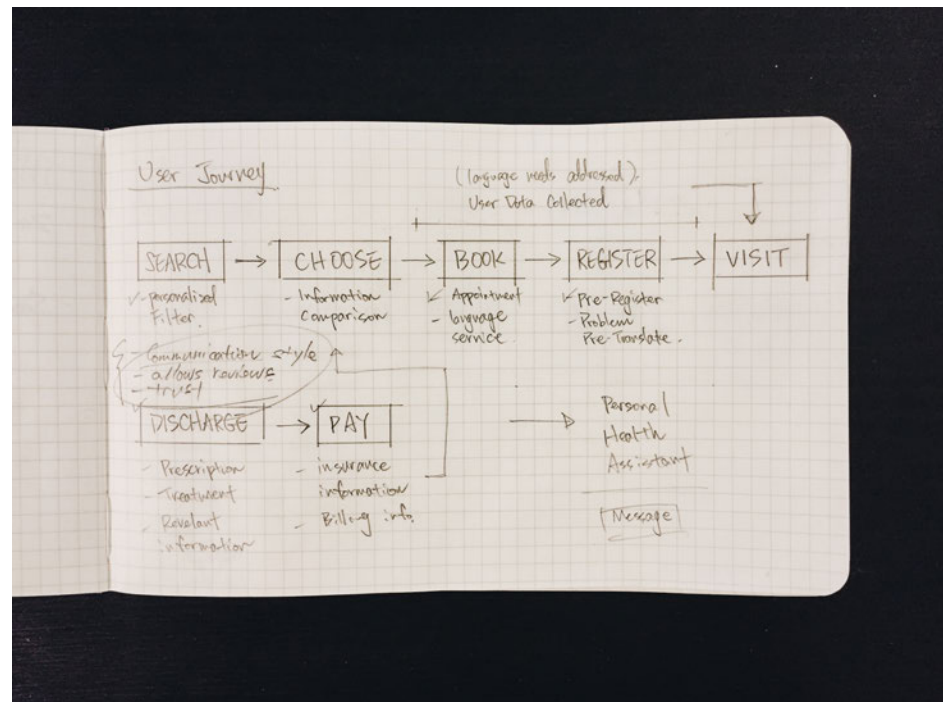 User Journey
(language needs addressed).
User Data Collected
SEARCH
CHOOSE
BOOK
REGISTER
VISIT
- personalized
Filter.
- Information
Comparison
Appointment
- language
service
Pre-Register
- Problem
Pre-Translate.
- Communication style
- allows reviews
- trust
DISCHARGE
PAY
- Prescription
- Treatment
- Revelant
information
- insurance
information
- Billing info.
Personal
Health
Assistant
Message